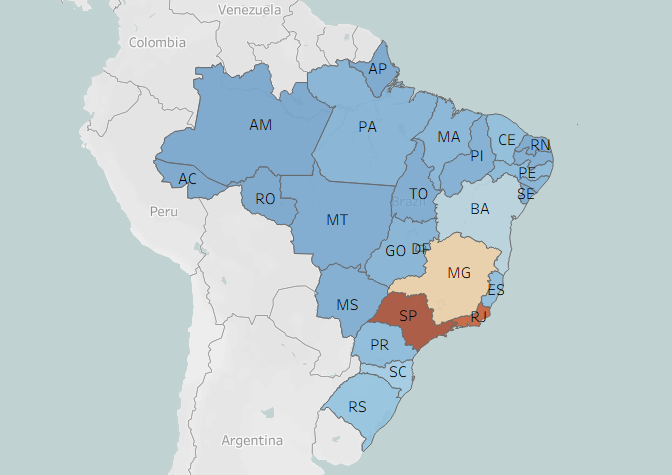 Venezuela
Colombia
AP
AM
PA
MA
CE
RN
PI
PE
AC
RO
TO
SE
Brazil
BA
MT
Peru
GO
DF
MG
ES
MS
SP
RJ
PR
SC
RS
Argentina